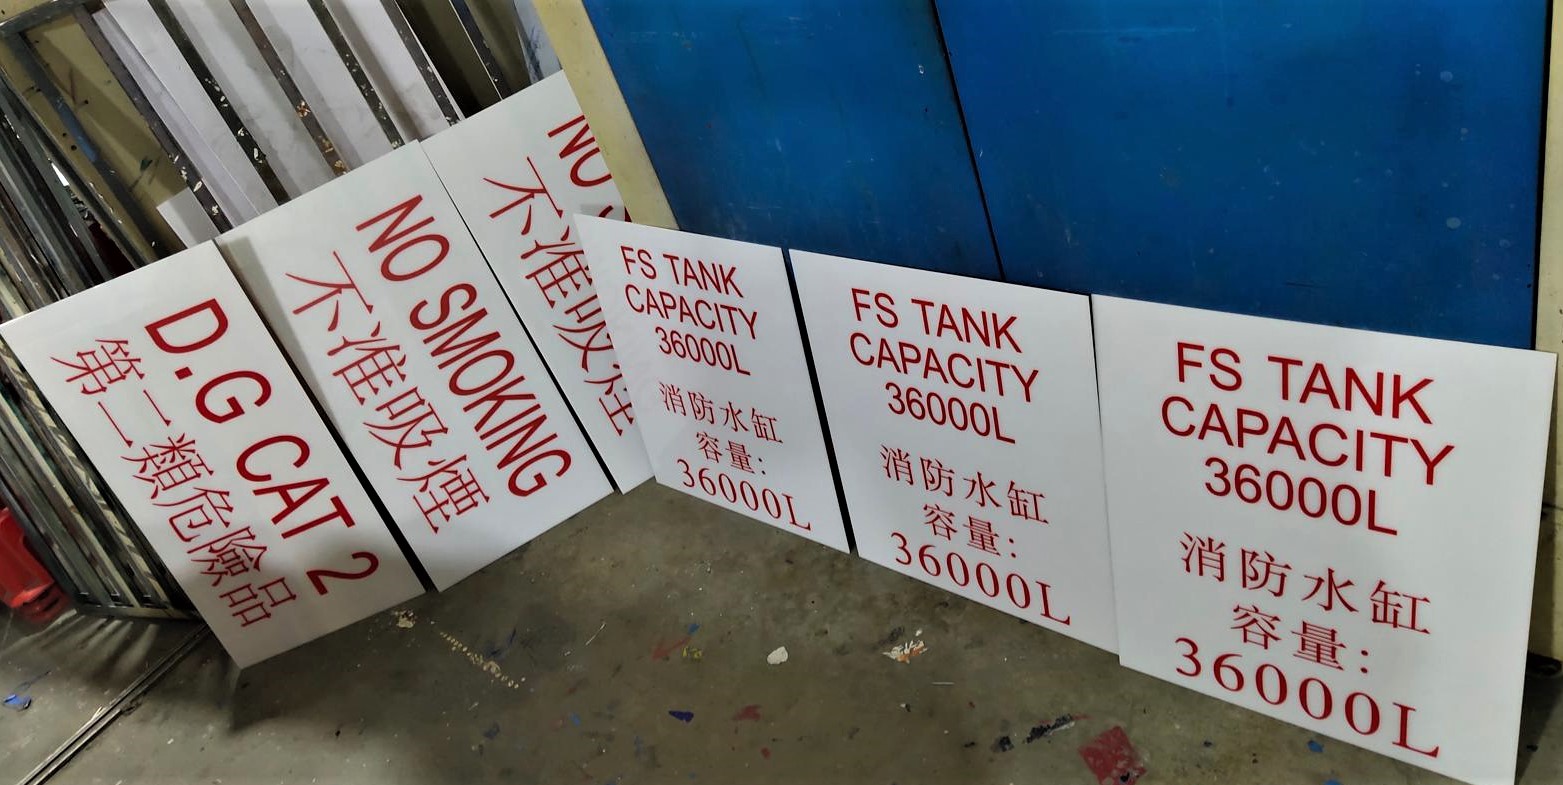 D.G CAT 2
第二類危險品
NO SMOKING
不准吸煙
NO
不准吸煙
FS TANK
CAPACITY
36000L
消防水缸
容量:
36000L
FS TANK
CAPACITY
36000L
消防水缸
容量:
36000L
FS TANK
CAPACITY
36000L
消防水缸
容量:
36000L